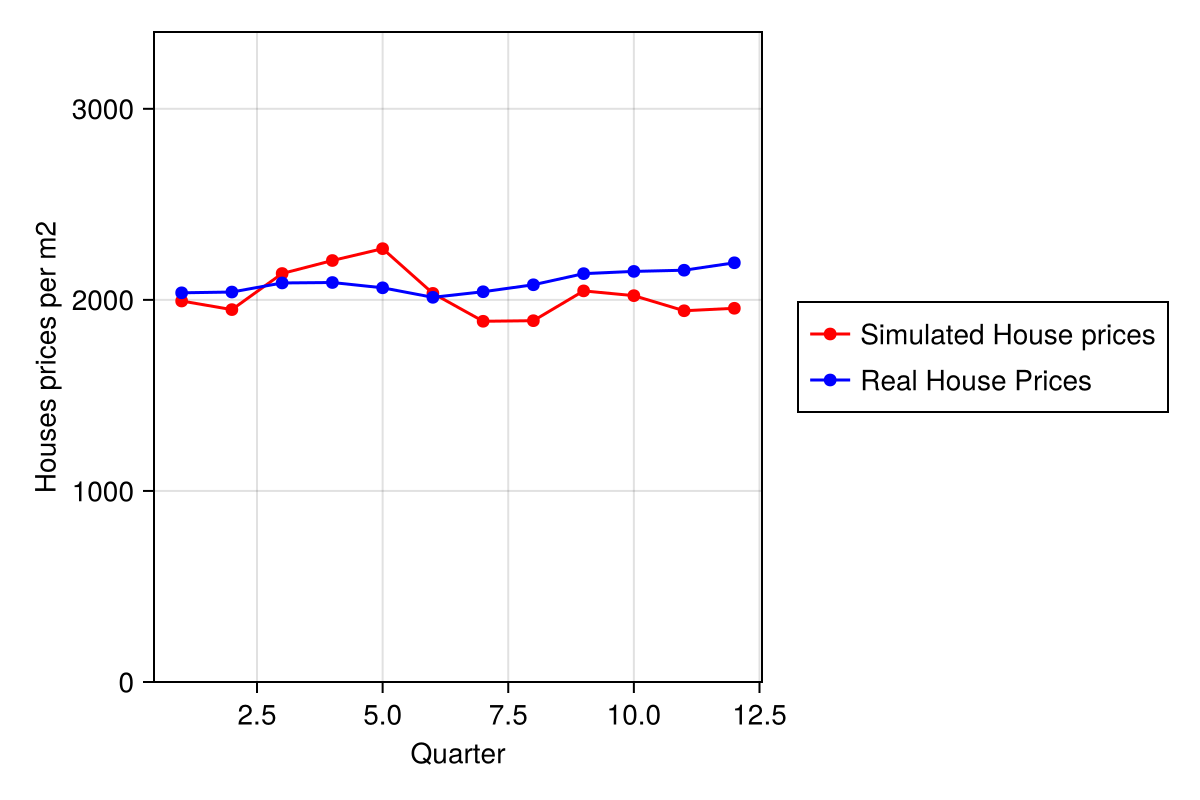 Houses prices per m2
3000
2000
1000
0
2.5 5.0 7.5 10.0 12.5
Quarter
Simulated House prices
Real House Prices